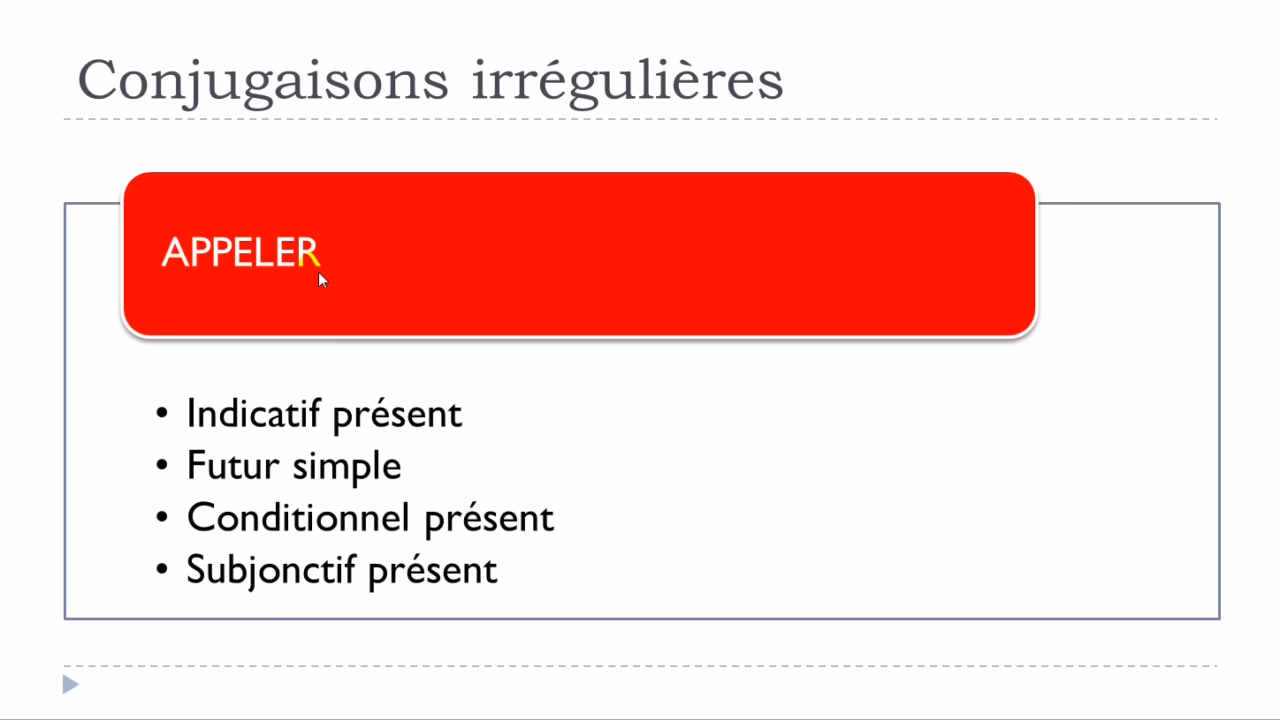 Conjugaisons irrégulières
APPELER
• Indicatif présent
• Futur simple
• Conditionnel présent
• Subjonctif présent